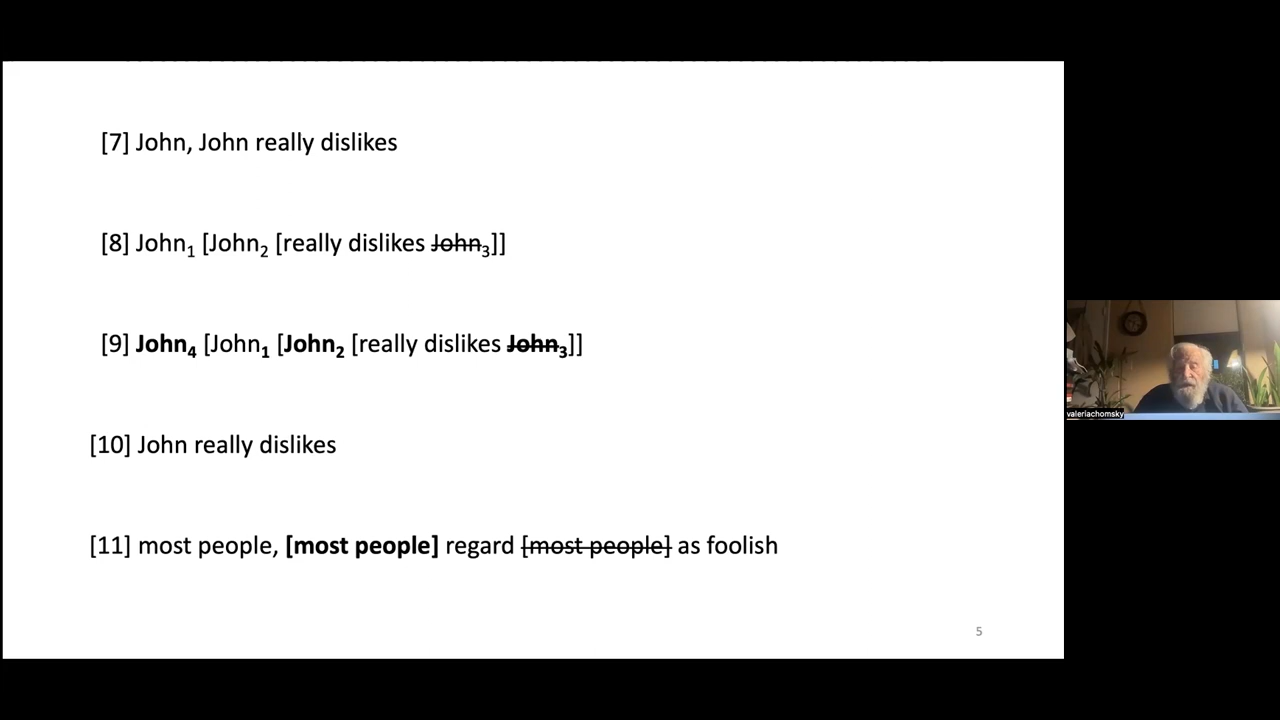 [7] John, John really dislikes
[8] John₁ [John₂ [really dislikes John₃]]
[9] John₄ [John₁ [John₂ [really dislikes John₃]]
[10] John really dislikes
[11] most people, [most people] regard [most people] as foolish
valeriachomsky
5